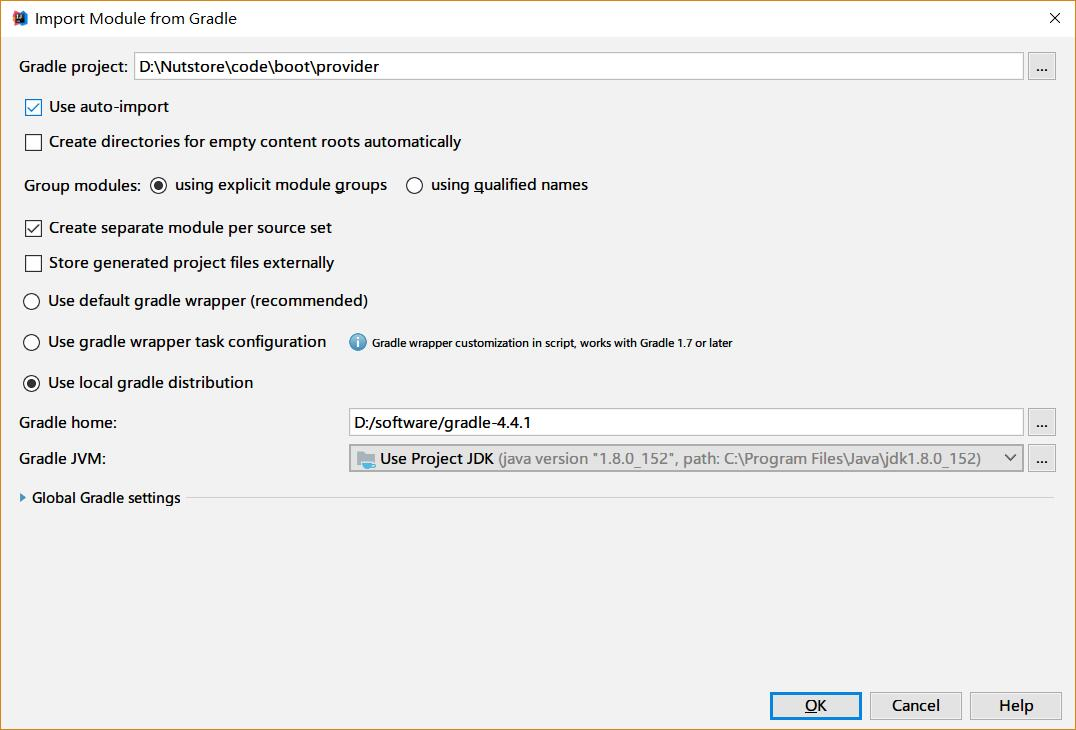 Import Module from Gradle
Gradle project: D:\Nutstore\code\boot\provider ...
Use auto-import
Create directories for empty content roots automatically
Group modules: using explicit module groups using qualified names
Create separate module per source set
Store generated project files externally
Use default gradle wrapper (recommended)
Use gradle wrapper task configuration Gradle wrapper customization in script, works with Gradle 1.7 or later
Use local gradle distribution
Gradle home: D:/software/gradle-4.4.1 ...
Gradle JVM: Use Project JDK (java version "1.8.0_152", path: C:\Program Files\Java\jdk1.8.0_152) ...
Global Gradle settings
OK Cancel Help